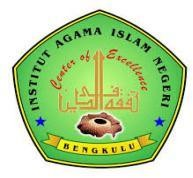 INSTITUT AGAMA ISLAM NEGERI
Center of Excellence
BENGKULU